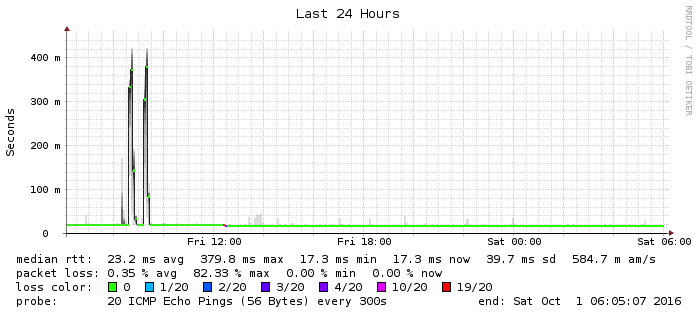 Last 24 Hours
RRDTOOL / TOBI OETIKER
Seconds
400 m
300 m
200 m
100 m
0
Fri 12:00 Fri 18:00 Sat 00:00 Sat 06:00
median rtt: 23.2 ms avg 379.8 ms max 17.3 ms min 17.3 ms now 39.7 ms sd 584.7 m am/s
packet loss: 0.35 % avg 82.33 % max 0.00 % min 0.00 % now
loss color: 0 1/20 2/20 3/20 4/20 10/20 19/20
probe: 20 ICMP Echo Pings (56 Bytes) every 300s end: Sat Oct 1 06:05:07 2016